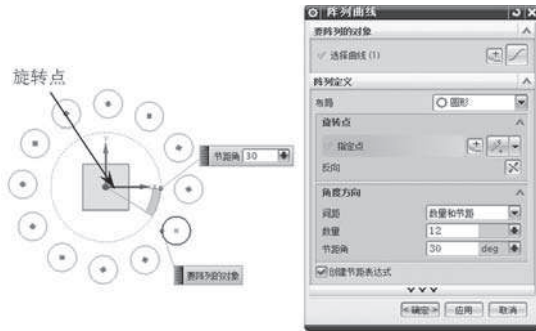 旋转点
节距角 30
要阵列的对象
阵列曲线
要阵列的对象
选择曲线 (1)
阵列定义
布局 圆形
旋转点
指定点
反向
角度方向
间距 数量和节距
数量 12
节距角 30 deg
创建节距表达式
<确定> 应用 取消